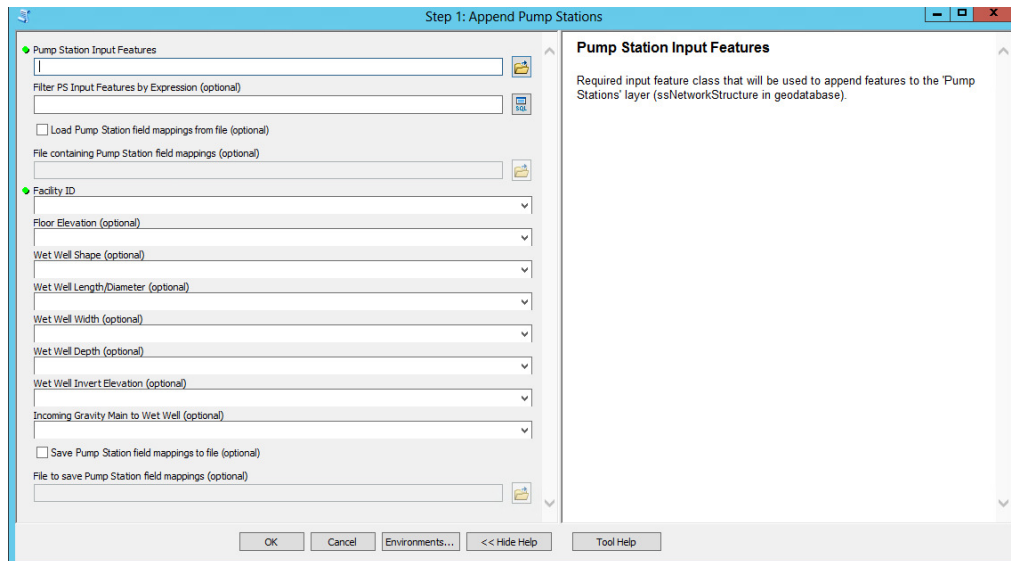 Step 1: Append Pump Stations
Pump Station Input Features
Filter PS Input Features by Expression (optional)
SQL
Load Pump Station field mappings from file (optional)
File containing Pump Station field mappings (optional)
Facility ID
Floor Elevation (optional)
Wet Well Shape (optional)
Wet Well Length/Diameter (optional)
Wet Well Width (optional)
Wet Well Depth (optional)
Wet Well Invert Elevation (optional)
Incoming Gravity Main to Wet Well (optional)
Save Pump Station field mappings to file (optional)
File to save Pump Station field mappings (optional)
Pump Station Input Features
Required input feature class that will be used to append features to the 'Pump
Stations' layer (ssNetworkStructure in geodatabase).
OK
Cancel
Environments...
<< Hide Help
Tool Help